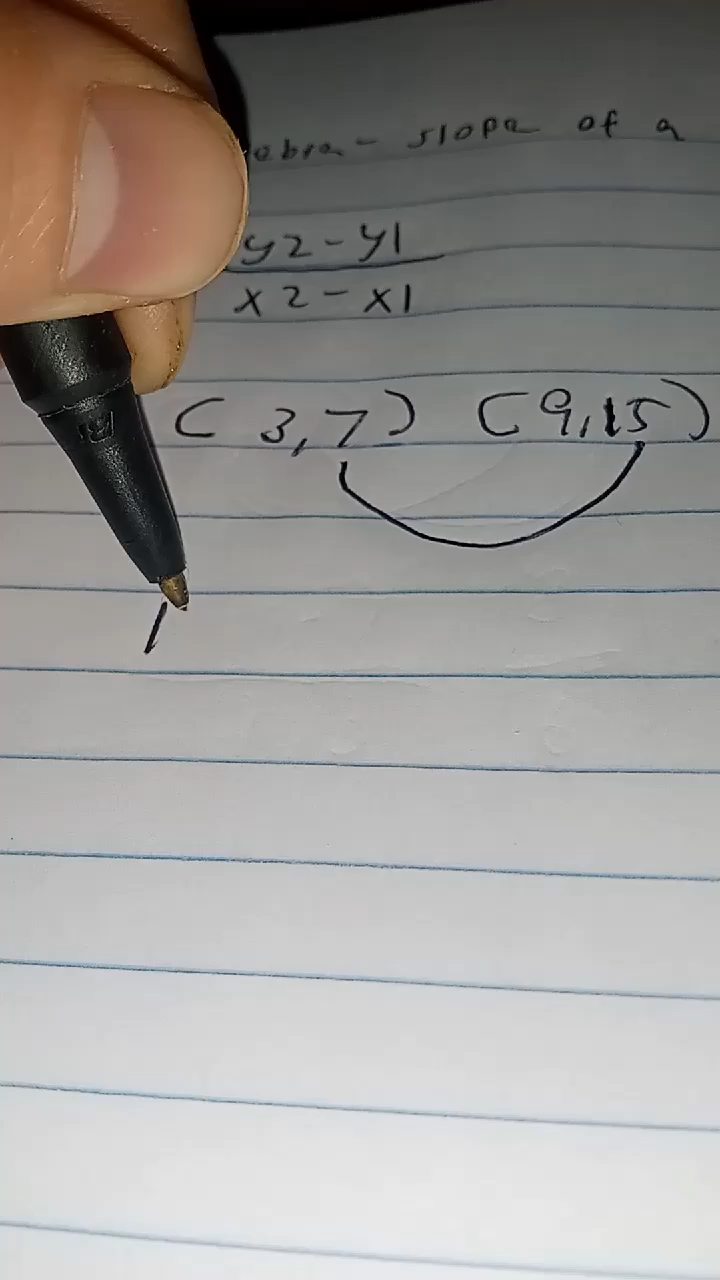 slope of a
y2-y1
x2-x1
(3,7) (9,15)